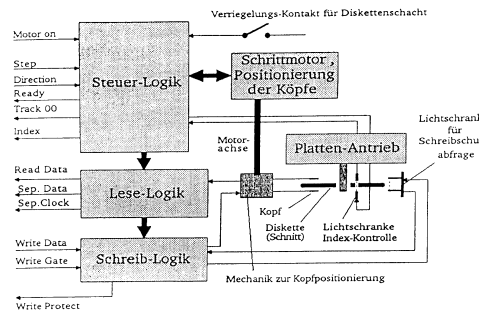 Verriegelungs-Kontakt für Diskettenschacht
Motor on
Step
Direction
Ready
Track 00
Index
Steuer-Logik
Schrittmotor,
Positionierung
der Köpfe
Motor-
achse
Platten-Antrieb
Lichtschrank
für
Schreibschu
abfrage
Read Data
Sep. Data
Sep.Clock
Lese-Logik
Kopf
Diskette
(Schnitt)
Lichtschranke
Index-Kontrolle
Write Data
Write Gate
Schreib-Logik
Mechanik zur Kopfpositionierung
Write Protect